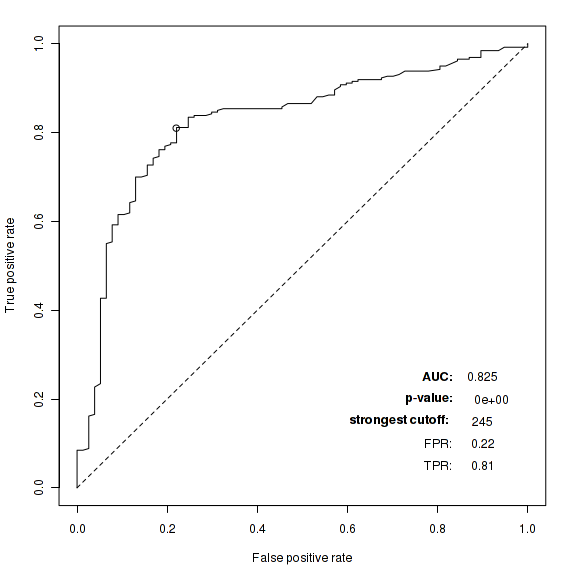 True positive rate
1.0
0.8
0.6
0.4
0.2
0.0
AUC: 0.825
p-value: 0e+00
strongest cutoff: 245
FPR: 0.22
TPR: 0.81
0.0 0.2 0.4 0.6 0.8 1.0
False positive rate